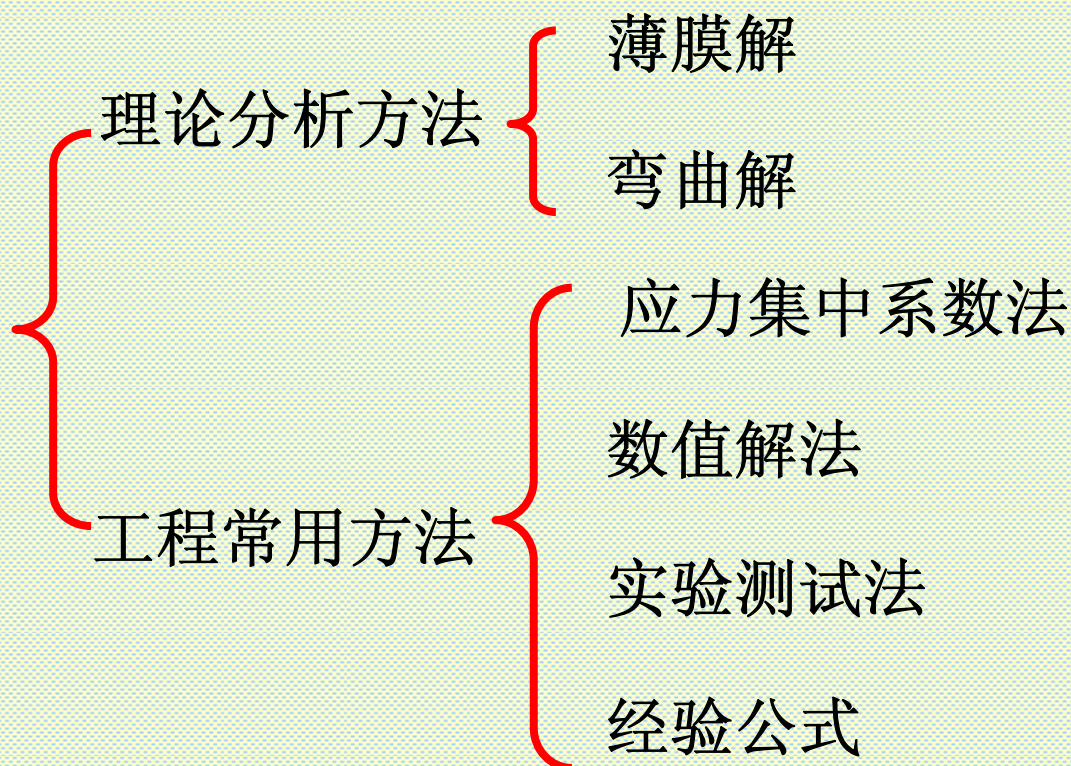 理论分析方法
薄膜解
弯曲解
工程常用方法
应力集中系数法
数值解法
实验测试法
经验公式